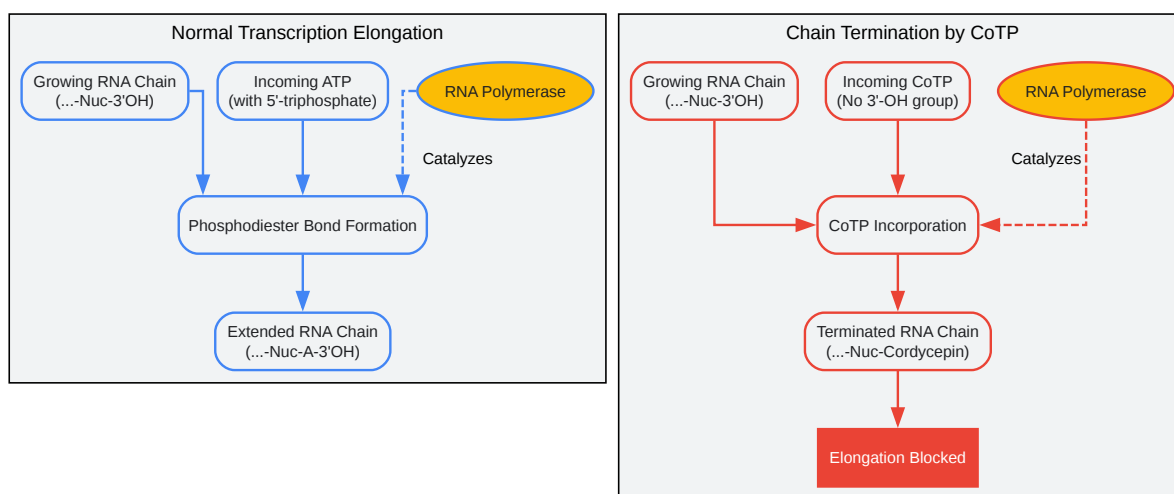 Normal Transcription Elongation
Growing RNA Chain
(...-Nuc-3'OH)
Incoming ATP
(with 5'-triphosphate)
RNA Polymerase
Catalyzes
Phosphodiester Bond Formation
Extended RNA Chain
(...-Nuc-A-3'OH)
Chain Termination by CoTP
Growing RNA Chain
(...-Nuc-3'OH)
Incoming CoTP
(No 3'-OH group)
RNA Polymerase
Catalyzes
CoTP Incorporation
Terminated RNA Chain
(...-Nuc-Cordycepin)
Elongation Blocked